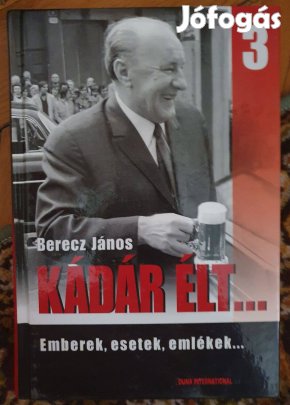 Jófogás
3
Berecz János
KÁDÁR ÉLT...
Emberek, esetek, emlékek...
DUNA INTERNATIONAL